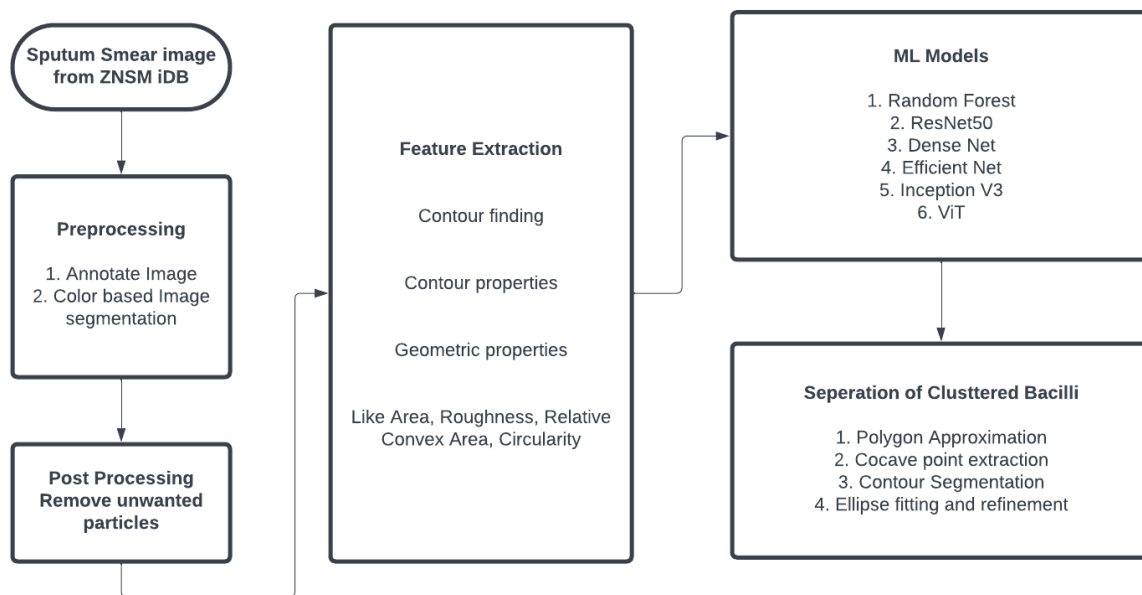 Sputum Smear image
from ZNSM iDB
Preprocessing
1. Annotate Image
2. Color based Image
segmentation
Post Processing
Remove unwanted
particles
Feature Extraction
Contour finding
Contour properties
Geometric properties
Like Area, Roughness, Relative
Convex Area, Circularity
ML Models
1. Random Forest
2. ResNet50
3. Dense Net
4. Efficient Net
5. Inception V3
6. ViT
Seperation of Clusttered Bacilli
1. Polygon Approximation
2. Cocave point extraction
3. Contour Segmentation
4. Ellipse fitting and refinement